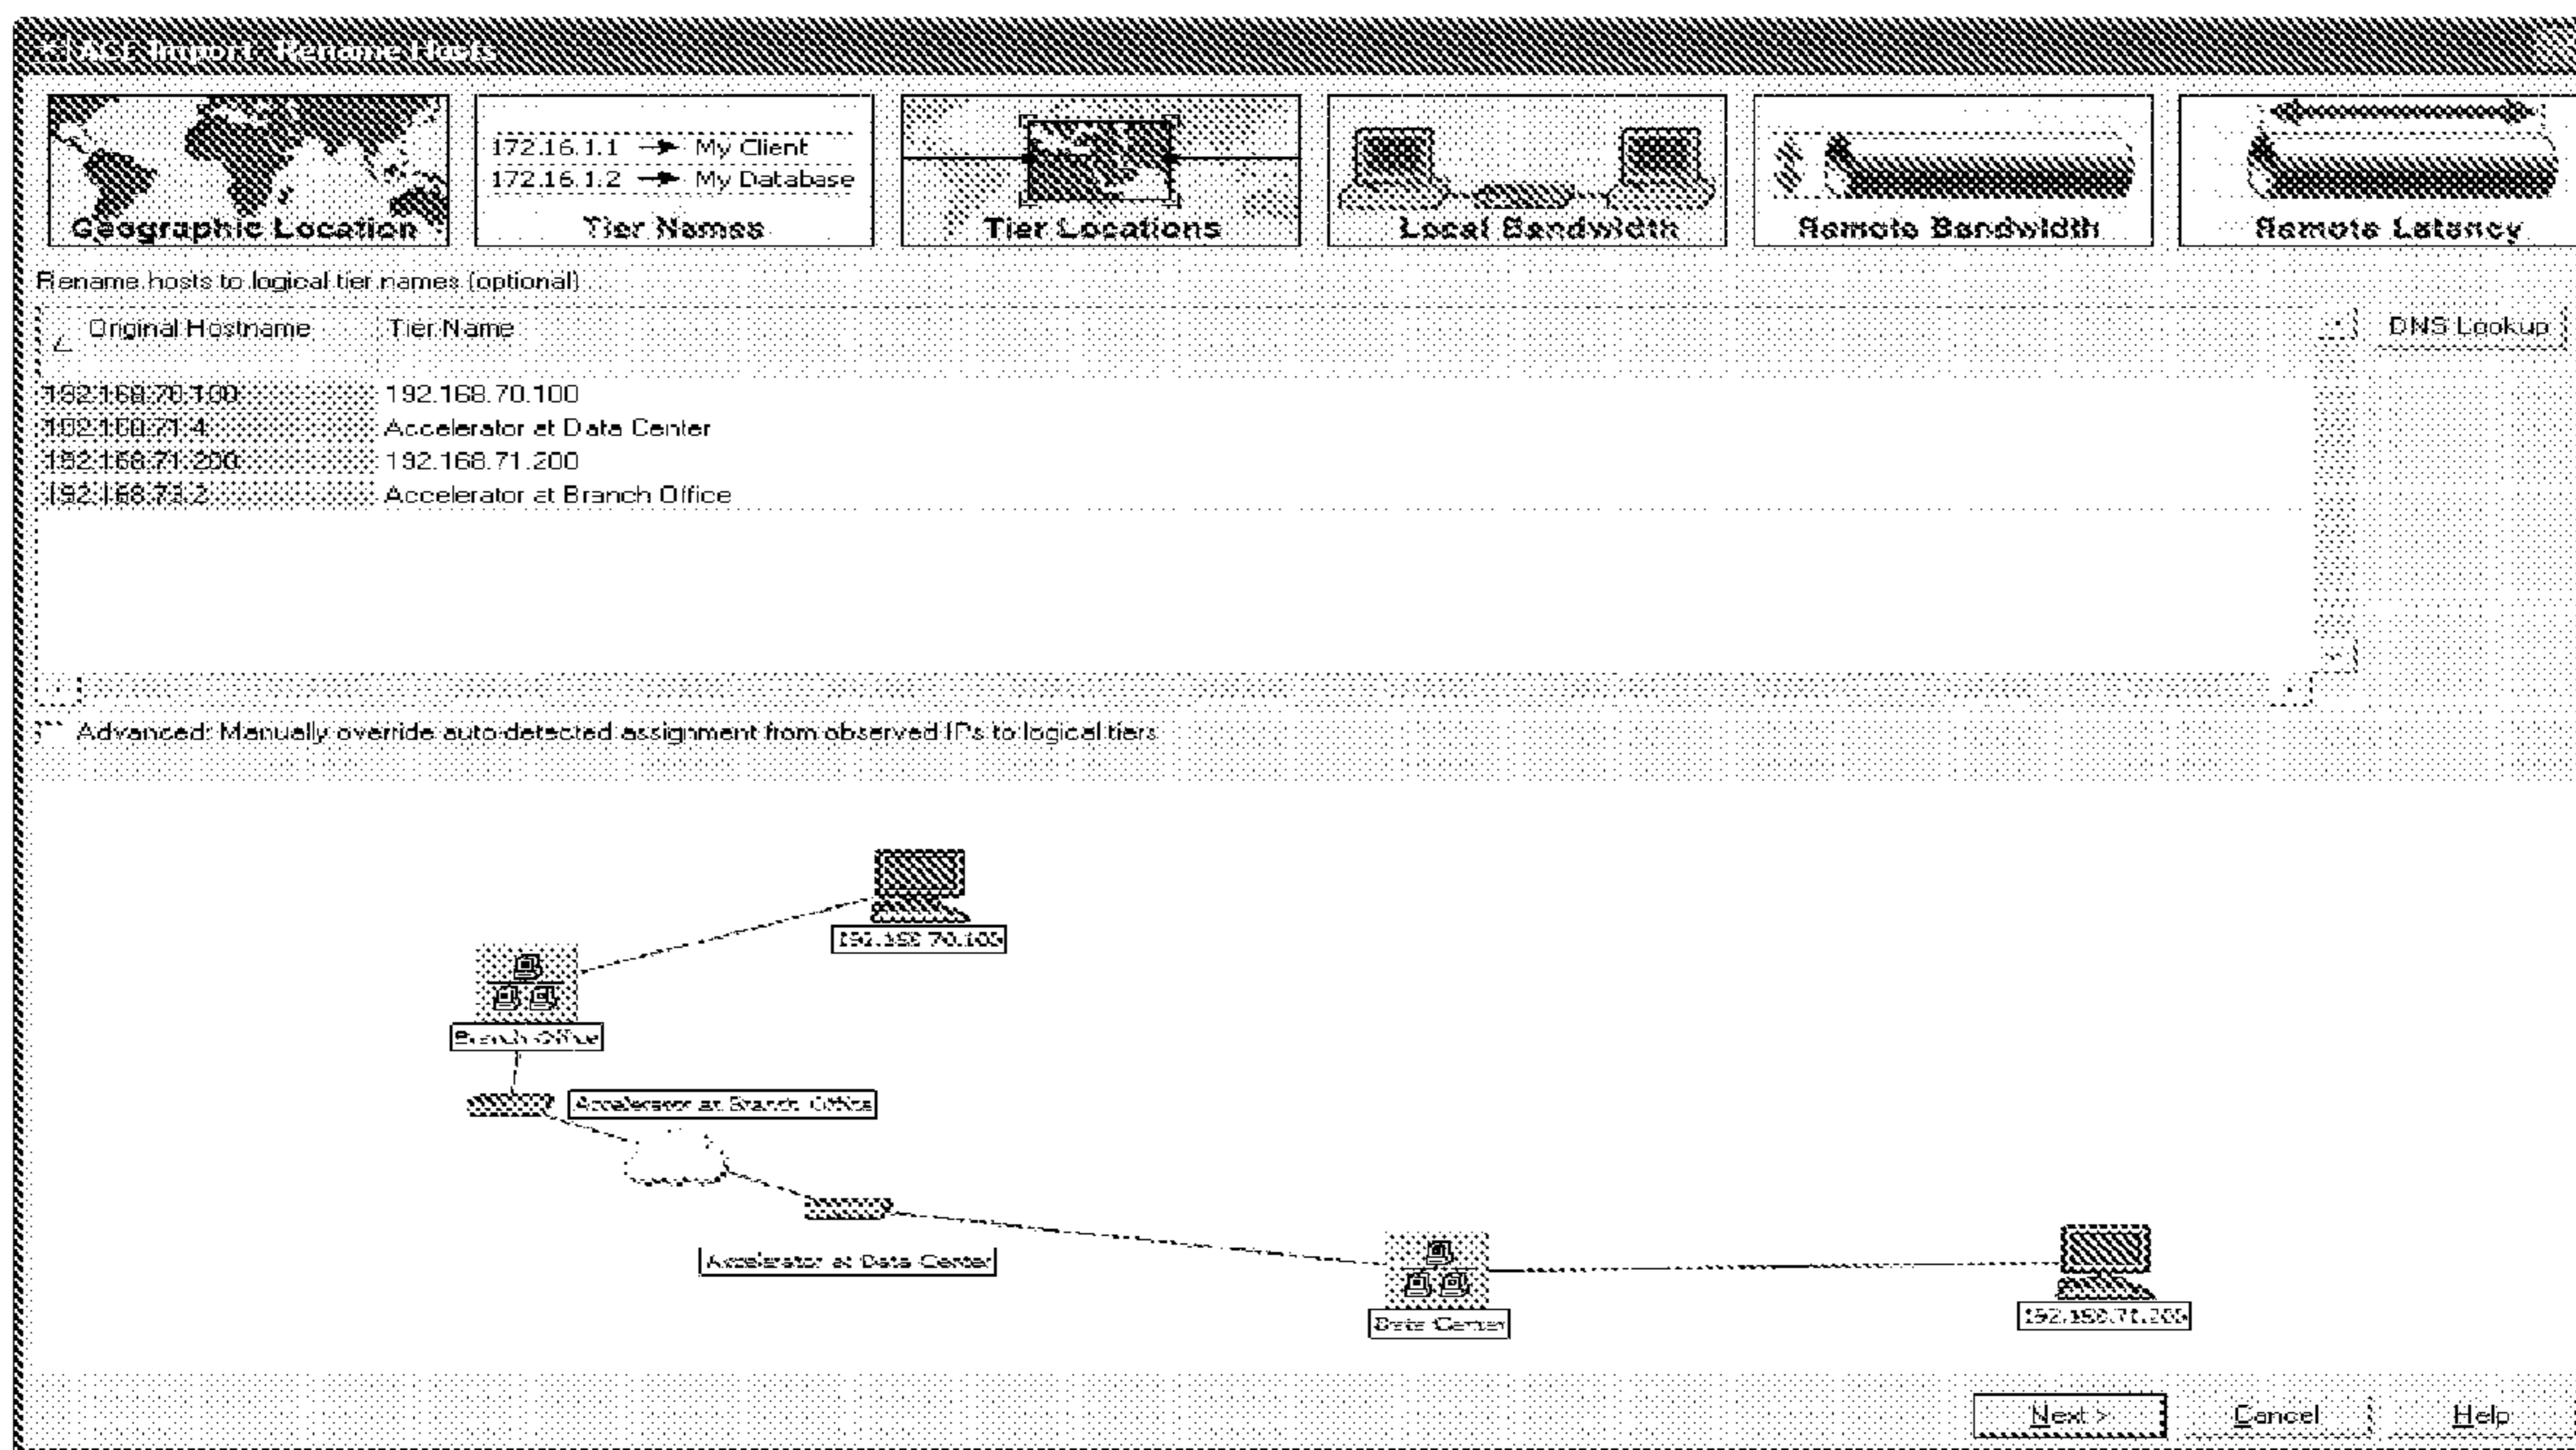 ACE Import: Rename Hosts
172.16.1.1 → My Client
172.16.1.2 → My Database
Geographic Location
Tier Names
Tier Locations
Local Bandwidth
Remote Bandwidth
Remote Latency
Rename hosts to logical tier names (optional)
Original Hostname Tier Name
DNS Lookup
192.168.70.100 192.168.70.100
192.168.71.4 Accelerator at Data Center
192.168.71.200 192.168.71.200
192.168.73.2 Accelerator at Branch Office
Advanced: Manually override auto-detected assignment from observed IPs to logical tiers
192.168.70.100
Branch Office
Accelerator at Branch Office
Accelerator at Data Center
Data Center
192.168.71.200
Next >
Cancel
Help